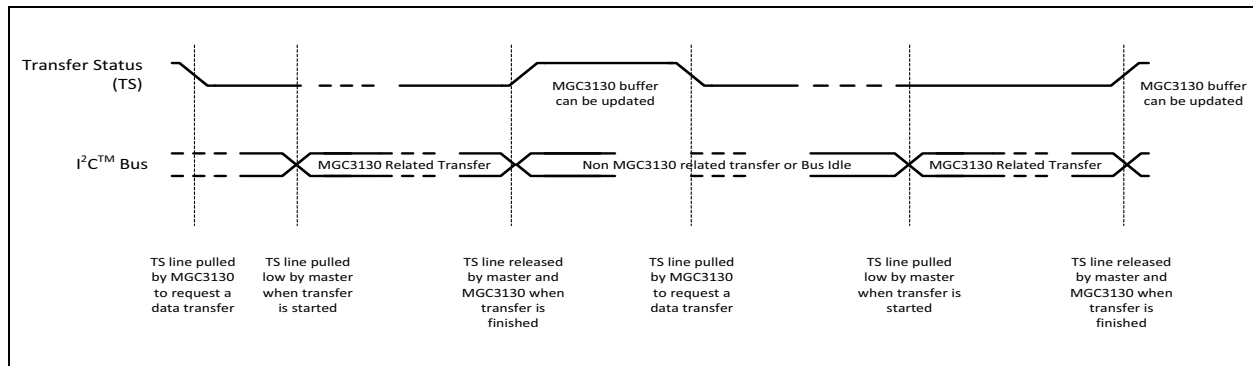 Transfer Status
(TS)
MGC3130 buffer
can be updated
MGC3130 buffer
can be updated
I²C™ Bus
MGC3130 Related Transfer
Non MGC3130 related transfer or Bus Idle
MGC3130 Related Transfer
TS line pulled
by MGC3130
to request a
data transfer
TS line pulled
low by master
when transfer
is started
TS line released
by master and
MGC3130 when
transfer is
finished
TS line pulled
by MGC3130
to request a
data transfer
TS line pulled
low by master
when transfer is
started
TS line released
by master and
MGC3130 when
transfer is
finished